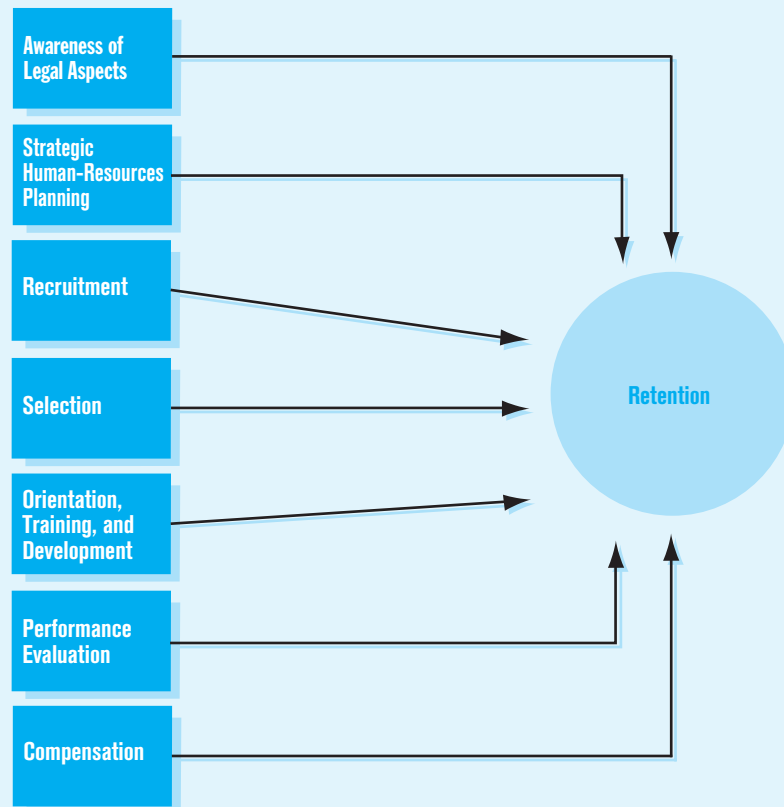 Awareness of
Legal Aspects
Strategic
Human-Resources
Planning
Recruitment
Selection
Orientation,
Training, and
Development
Performance
Evaluation
Compensation
Retention